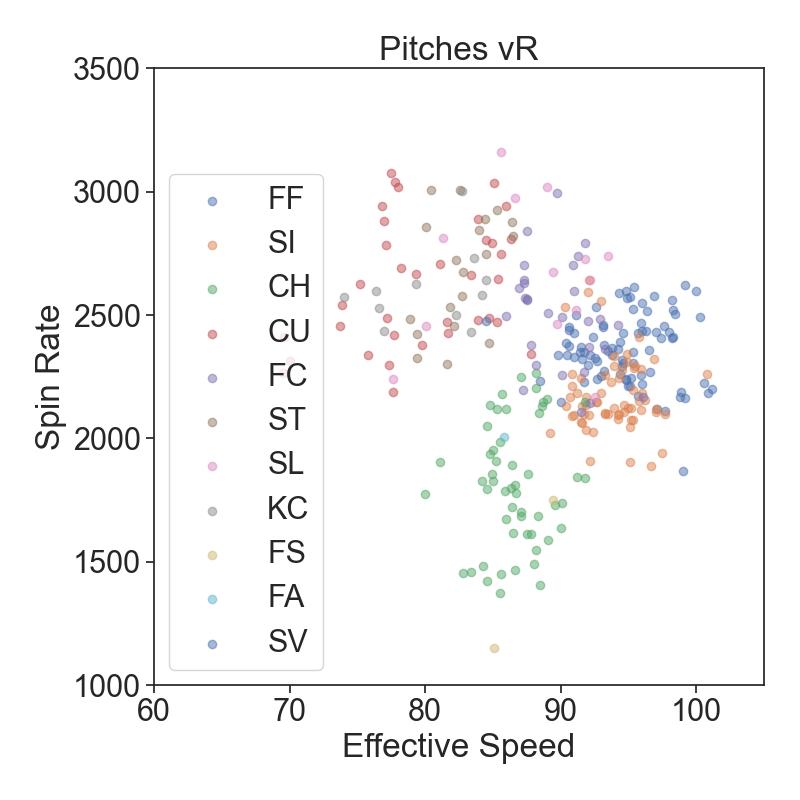 Pitches vR
3500
3000
2500
2000
1500
1000
Spin Rate
FF
SI
CH
CU
FC
ST
SL
KC
FS
FA
SV
60 70 80 90 100
Effective Speed